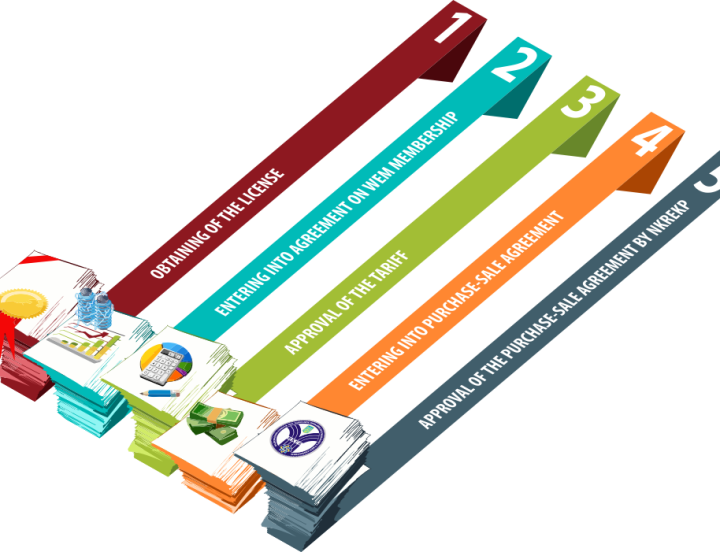 1
OBTAINING OF THE LICENSE
2
ENTERING INTO AGREEMENT ON WEM MEMBERSHIP
3
APPROVAL OF THE TARIFF
4
ENTERING INTO PURCHASE-SALE AGREEMENT
5
APPROVAL OF THE PURCHASE-SALE AGREEMENT BY NKREKP